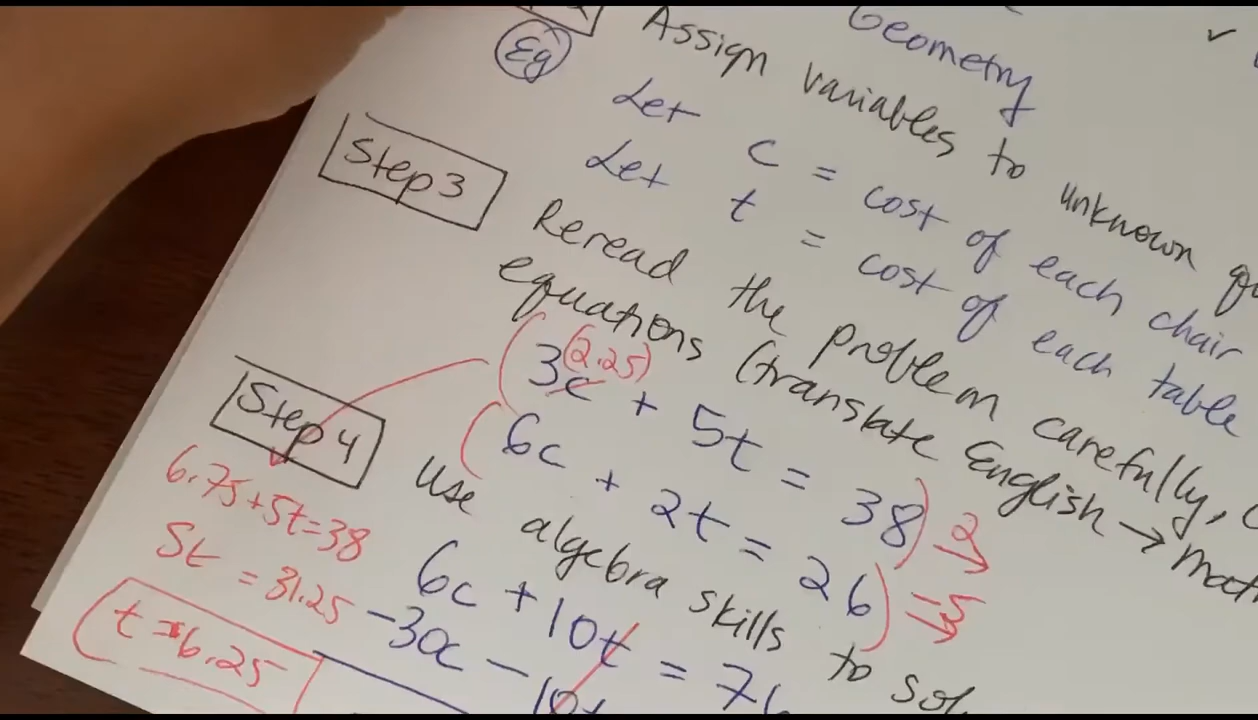 Geometry
Eg
Assign variables to unknown
Let c = cost of each chair
Let t = cost of each table
Step 3
Reread the problem carefully,
equations (translate English → math
(3c(2.25) + 5t = 38) 2→
(6c + 2t = 26) -5→
Step 4
Use algebra skills to
6.75+5t=38
5t = 31.25
t = 6.25
6c + 10t = 76
-30c - 10t